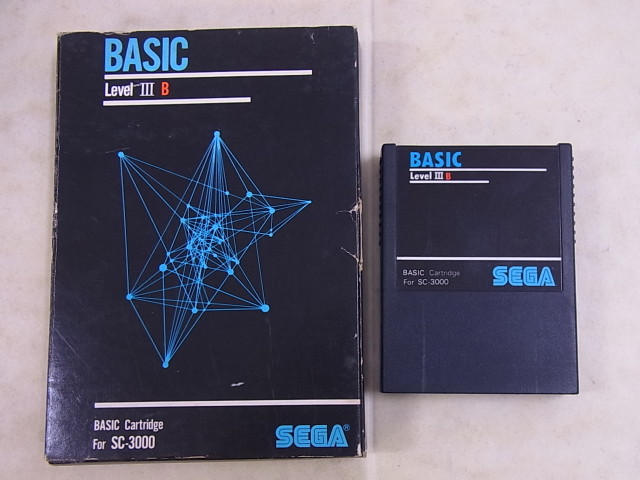 BASIC
Level III B
BASIC Cartridge
For SC-3000
SEGA®
BASIC
Level III B
BASIC Cartridge
For SC-3000
SEGA